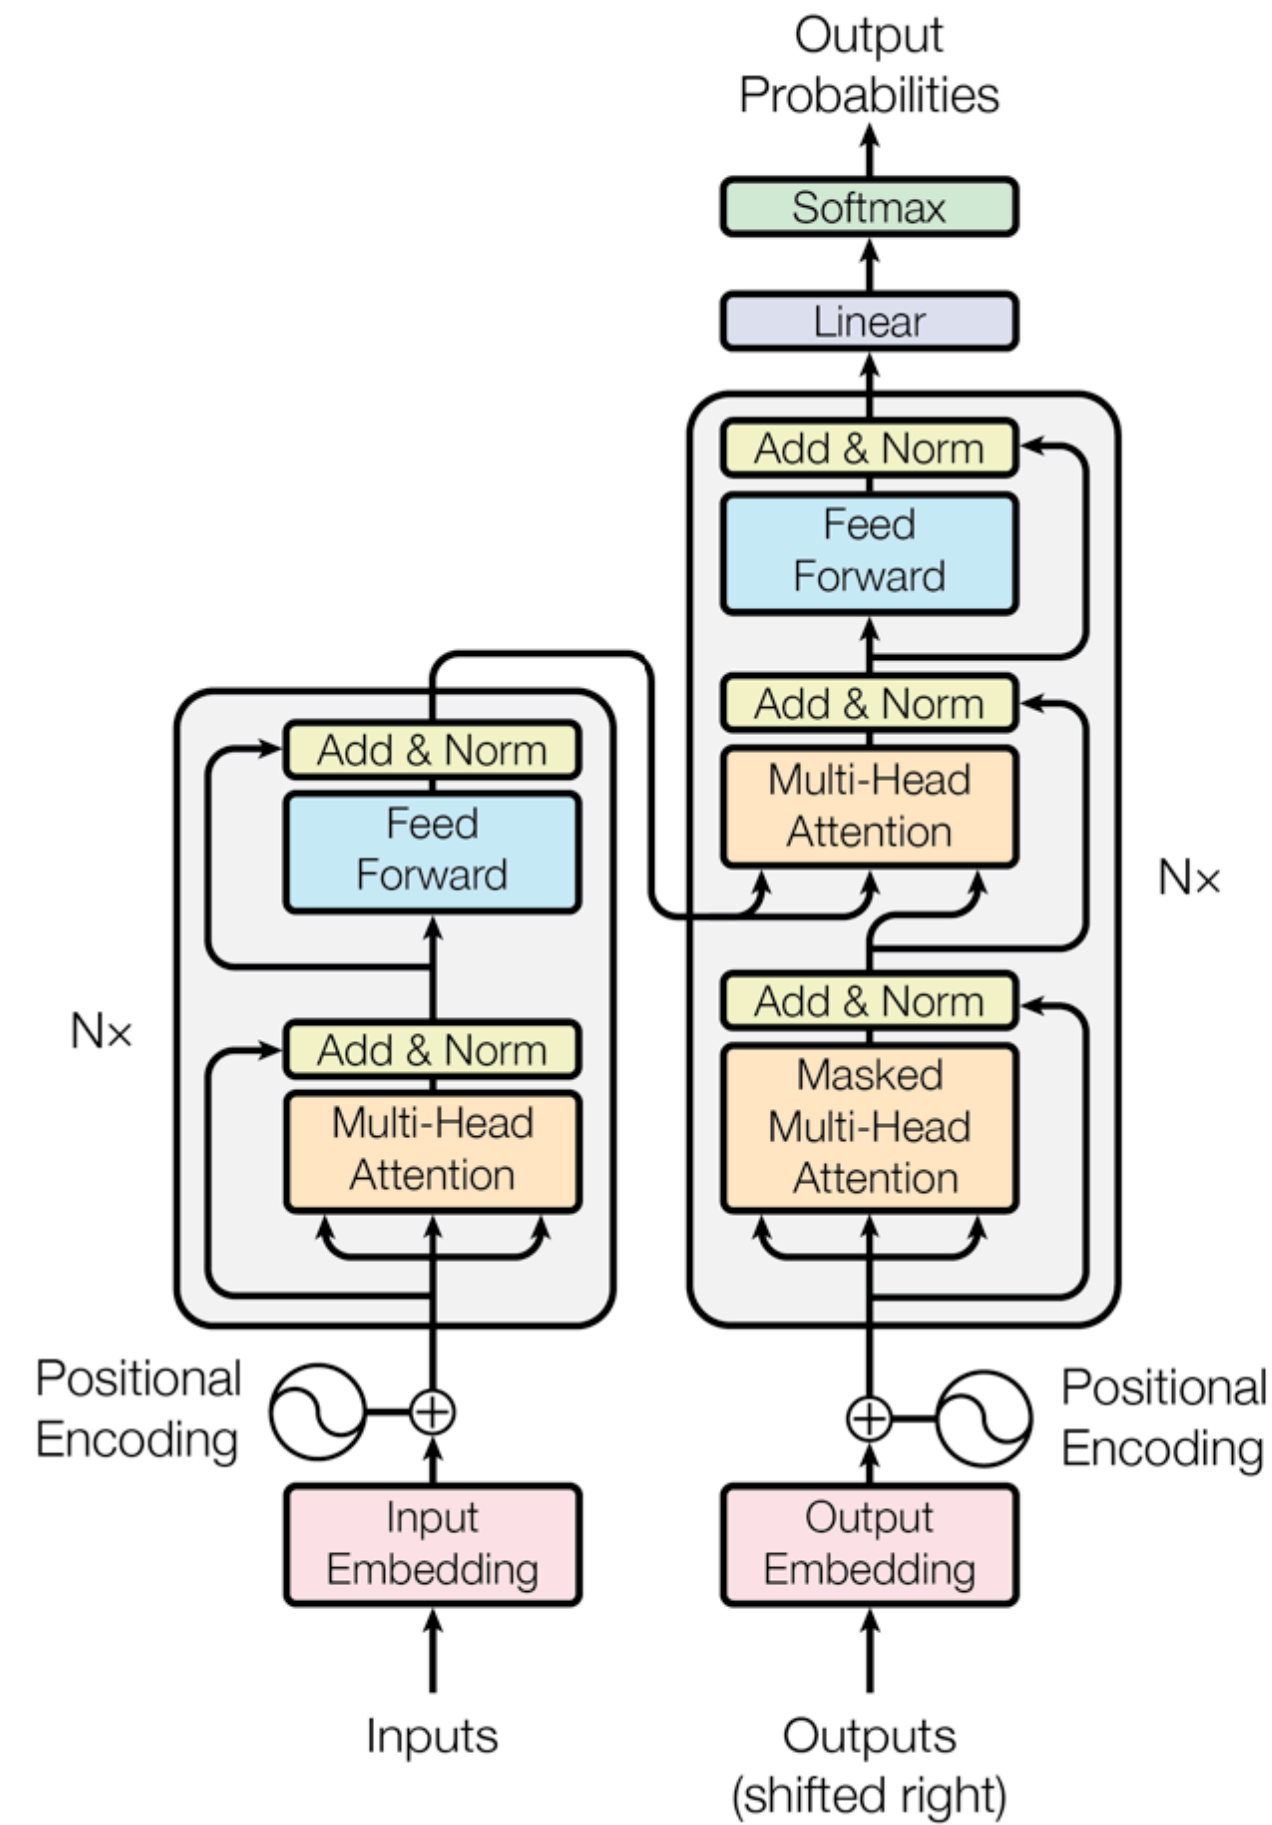 Output
Probabilities
Softmax
Linear
Add & Norm
Feed
Forward
Add & Norm
Multi-Head
Attention
Nx
Add & Norm
Masked
Multi-Head
Attention
Add & Norm
Feed
Forward
Nx
Add & Norm
Multi-Head
Attention
Positional
Encoding
Positional
Encoding
Input
Embedding
Output
Embedding
Inputs
Outputs
(shifted right)